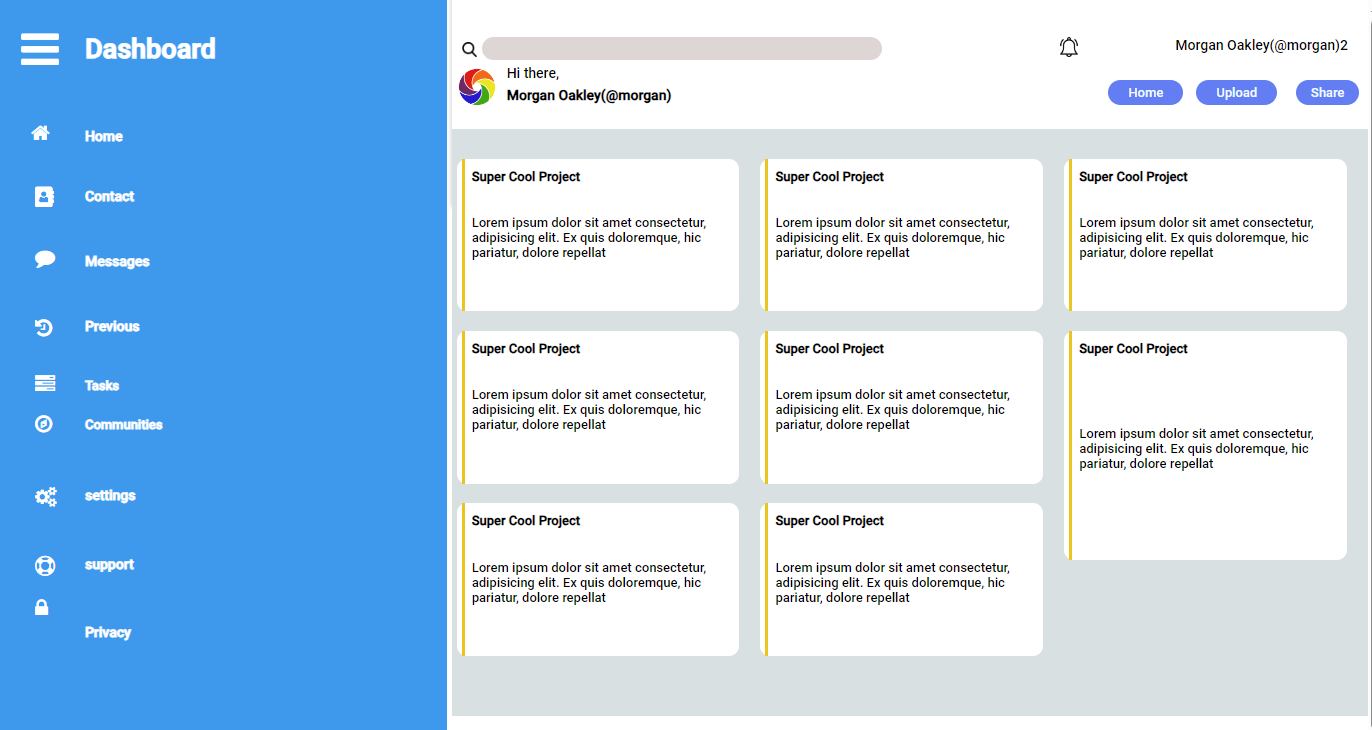 Dashboard
Home
Contact
Messages
Previous
Tasks
Communities
settings
support
Privacy
Morgan Oakley(@morgan)2
Hi there,
Morgan Oakley(@morgan)
Home
Upload
Share
Super Cool Project
Lorem ipsum dolor sit amet consectetur,
adipisicing elit. Ex quis doloremque, hic
pariatur, dolore repellat
Super Cool Project
Lorem ipsum dolor sit amet consectetur,
adipisicing elit. Ex quis doloremque, hic
pariatur, dolore repellat
Super Cool Project
Lorem ipsum dolor sit amet consectetur,
adipisicing elit. Ex quis doloremque, hic
pariatur, dolore repellat
Super Cool Project
Lorem ipsum dolor sit amet consectetur,
adipisicing elit. Ex quis doloremque, hic
pariatur, dolore repellat
Super Cool Project
Lorem ipsum dolor sit amet consectetur,
adipisicing elit. Ex quis doloremque, hic
pariatur, dolore repellat
Super Cool Project
Lorem ipsum dolor sit amet consectetur,
adipisicing elit. Ex quis doloremque, hic
pariatur, dolore repellat
Super Cool Project
Lorem ipsum dolor sit amet consectetur,
adipisicing elit. Ex quis doloremque, hic
pariatur, dolore repellat
Super Cool Project
Lorem ipsum dolor sit amet consectetur,
adipisicing elit. Ex quis doloremque, hic
pariatur, dolore repellat